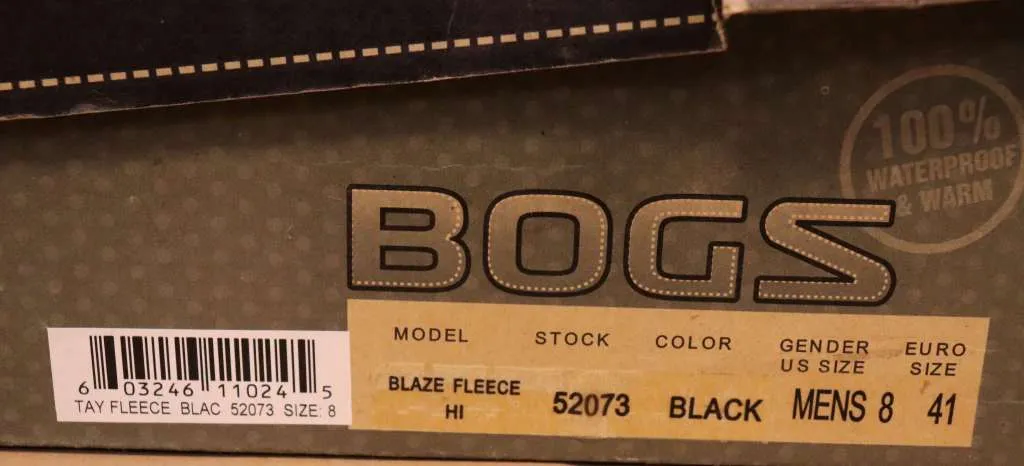 100%
WATERPROOF
& WARM
BOGS
MODEL STOCK COLOR GENDER US SIZE EURO SIZE
BLAZE FLEECE HI 52073 BLACK MENS 8 41
6 03246 11024 5
TAY FLEECE BLAC 52073 SIZE: 8